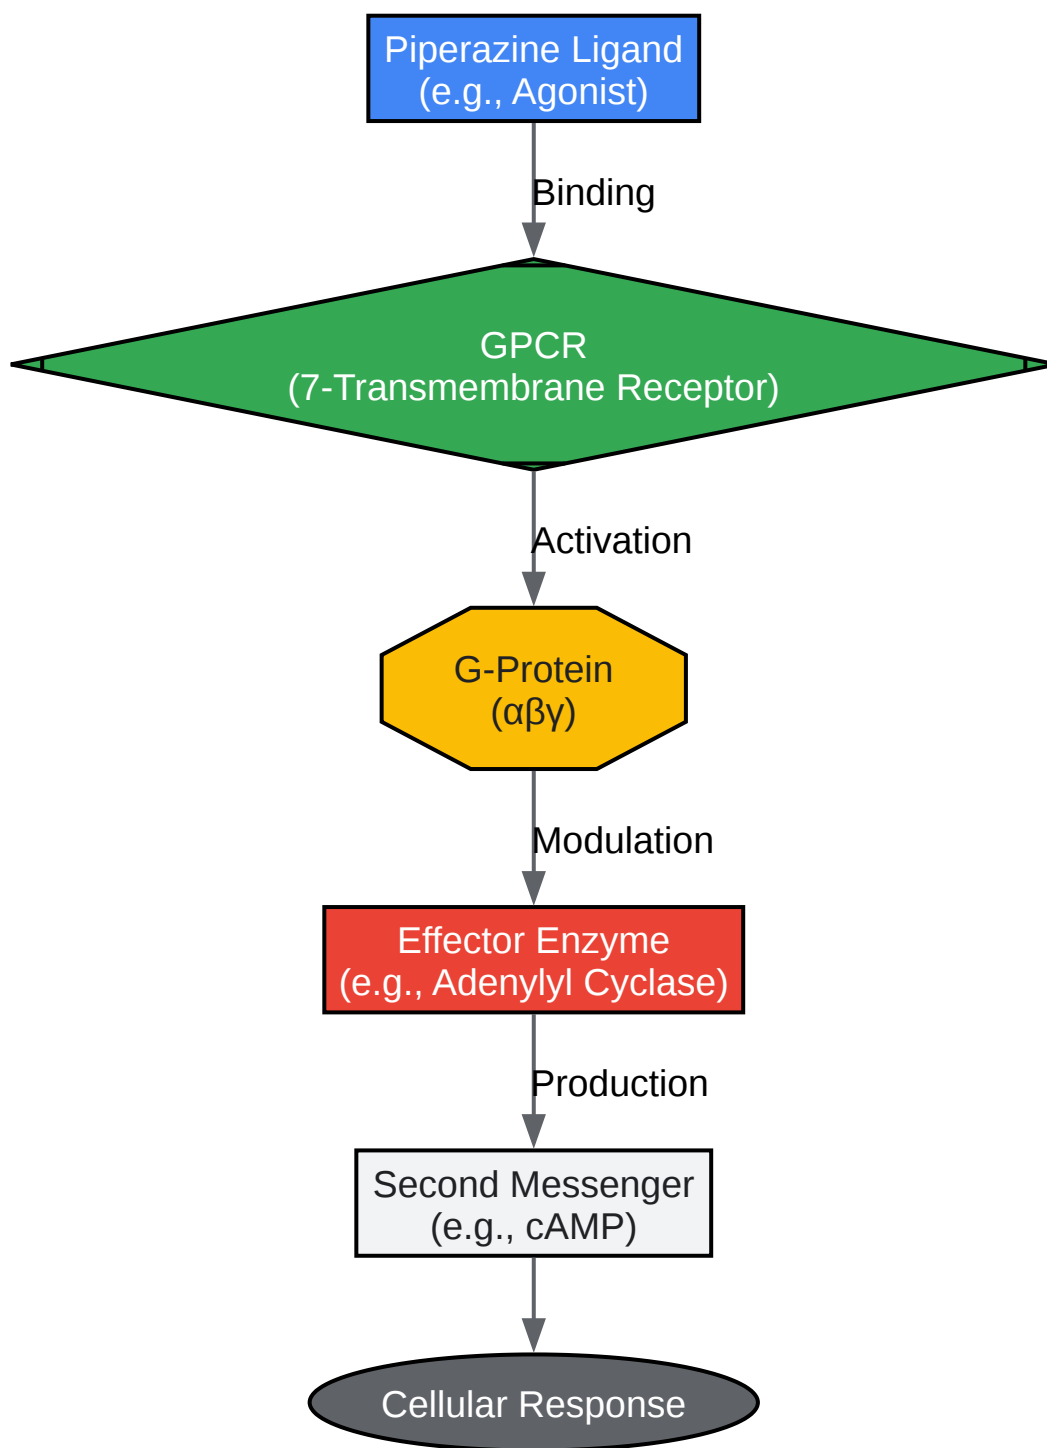 Piperazine Ligand
(e.g., Agonist)
Binding
GPCR
(7-Transmembrane Receptor)
Activation
G-Protein
(αβγ)
Modulation
Effector Enzyme
(e.g., Adenylyl Cyclase)
Production
Second Messenger
(e.g., cAMP)
Cellular Response